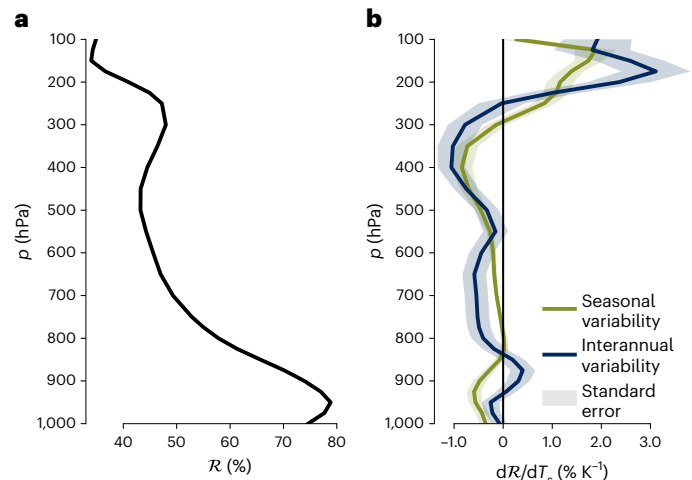 a
100
200
300
400
500
600
700
800
900
1,000
p (hPa)
40 50 60 70 80
ℛ (%)
b
100
200
300
400
500
600
700
800
900
1,000
p (hPa)
Seasonal
variability
Interannual
variability
Standard
error
–1.0 0 1.0 2.0 3.0
dℛ/dTs (% K–1)